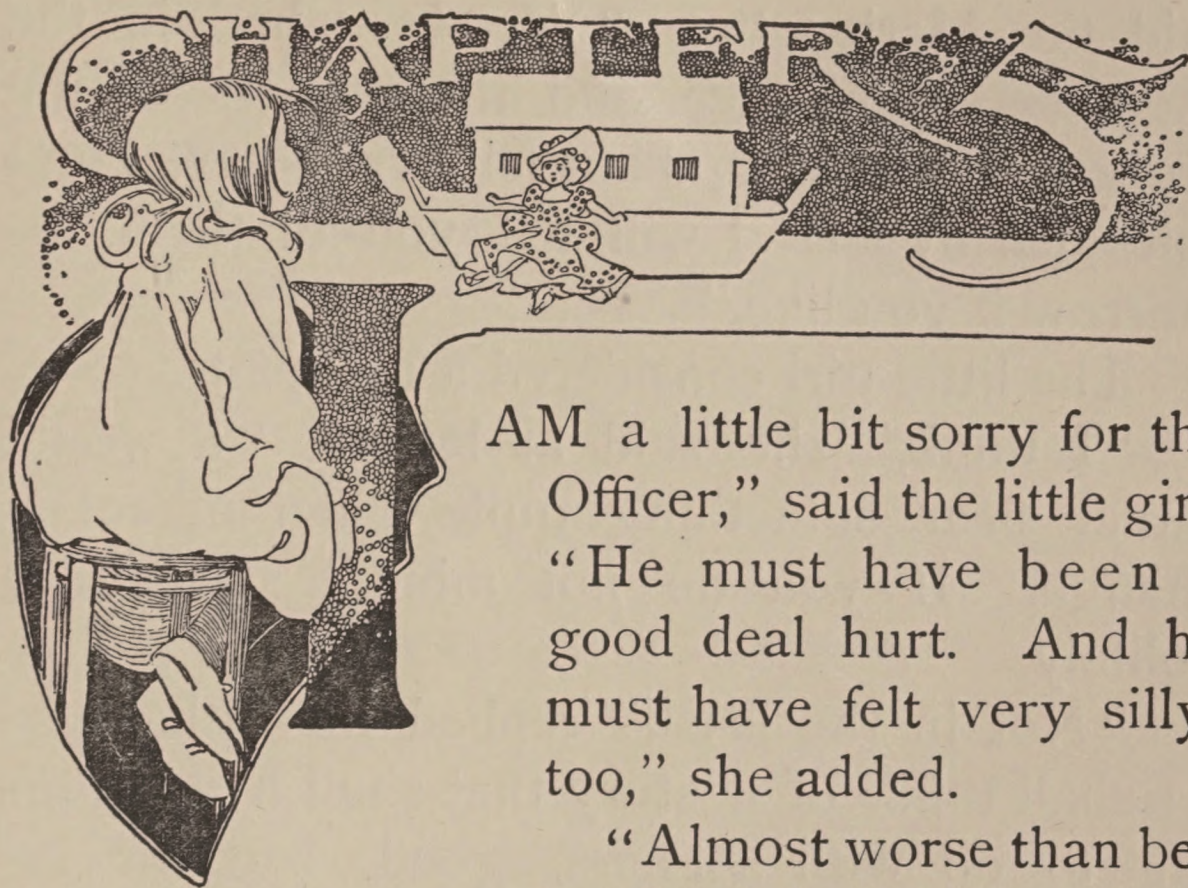 CHAPTER 5
I AM a little bit sorry for th
Officer,” said the little gir
“He must have been
good deal hurt. And h
must have felt very silly
too,” she added.
“Almost worse than be